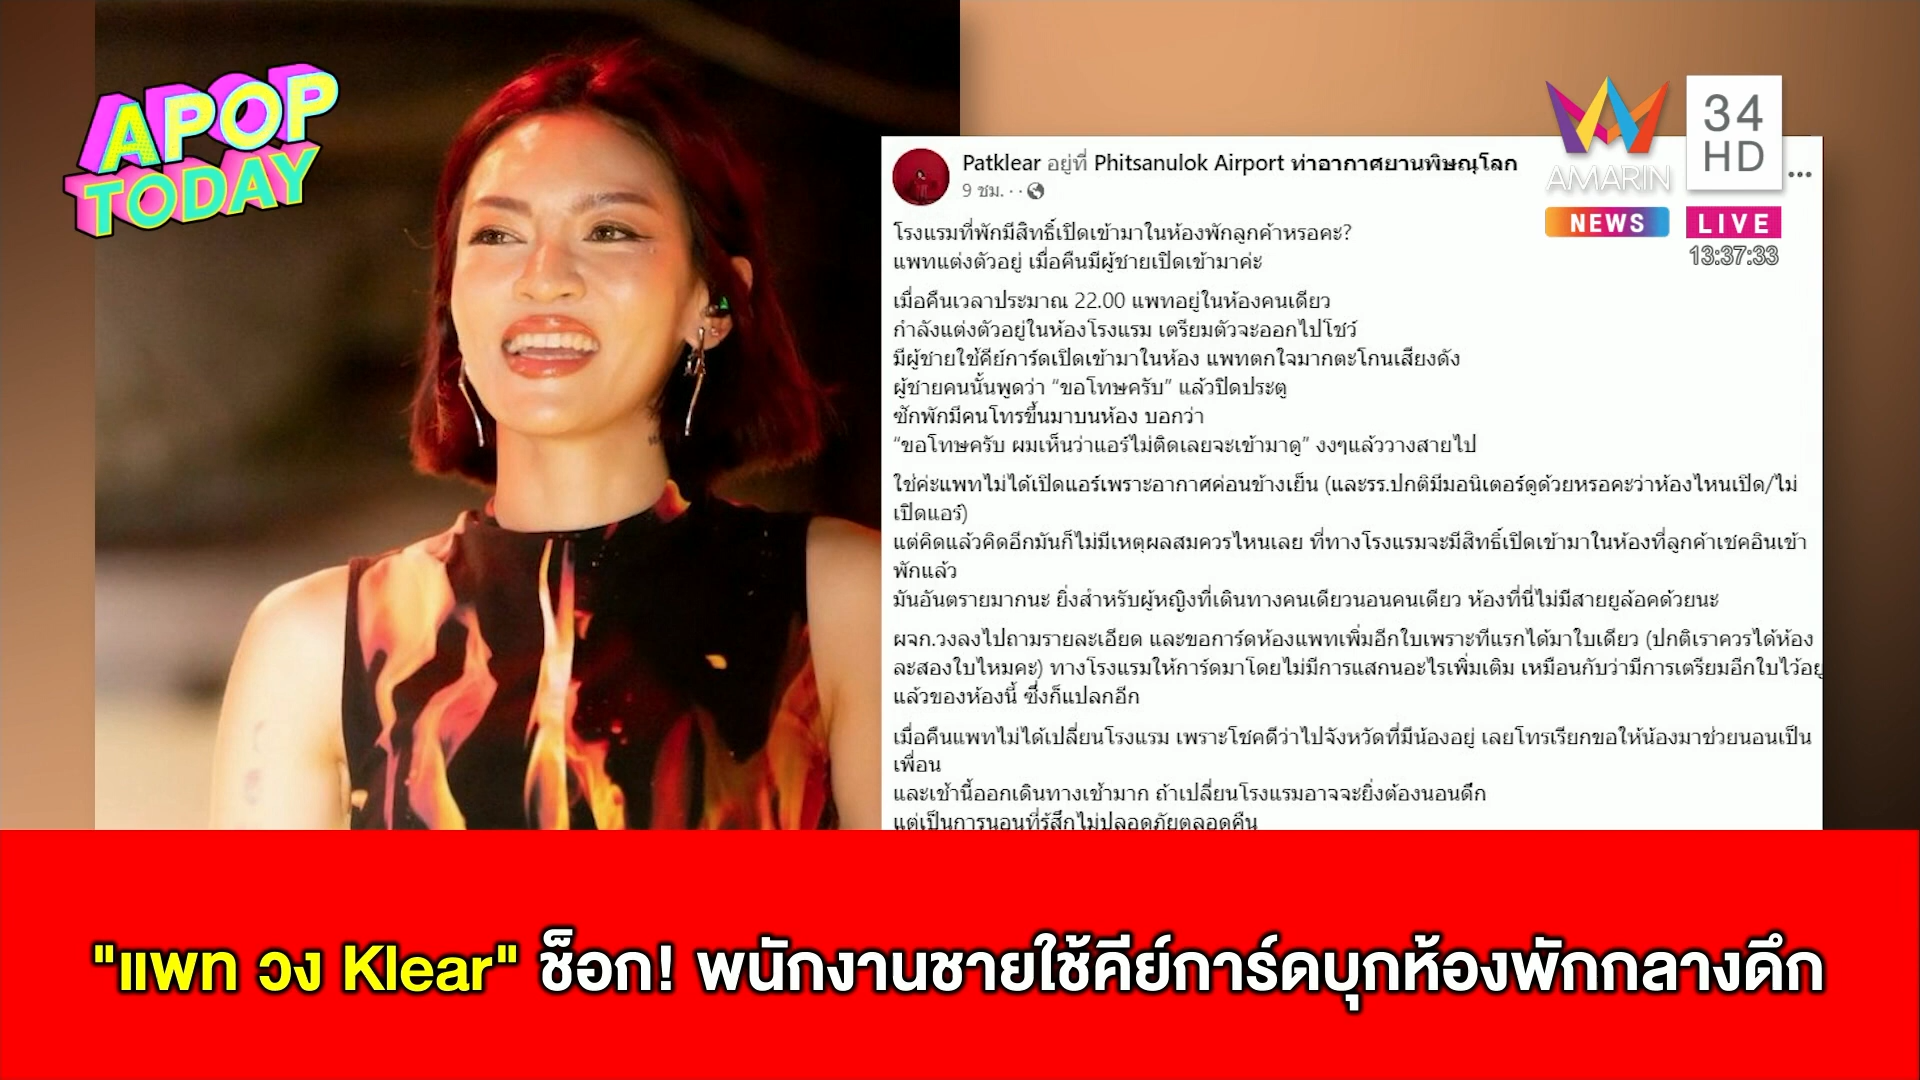 APOP
TODAY
AMARIN
34
HD
NEWS
LIVE
13:37:33
Patklear อยู่ที่ Phitsanulok Airport ท่าอากาศยานพิษณุโลก
9 ชม.
โรงแรมที่พักมีสิทธิ์เปิดเข้ามาในห้องพักลูกค้าหรอคะ?
แพทแต่งตัวอยู่ เมื่อคืนมีผู้ชายเปิดเข้ามาค่ะ
เมื่อคืนเวลาประมาณ 22.00 แพทอยู่ในห้องคนเดียว
กำลังแต่งตัวอยู่ในห้องโรงแรม เตรียมตัวจะออกไปโชว์
มีผู้ชายใช้คีย์การ์ดเปิดเข้ามาในห้อง แพทตกใจมากตะโกนเสียงดัง
ผู้ชายคนนั้นพูดว่า “ขอโทษครับ” แล้วปิดประตู
ซักพักมีคนโทรขึ้นมาบนห้อง บอกว่า
“ขอโทษครับ ผมเห็นว่าแอร์ไม่ติดเลยจะเข้ามาดู” งงๆแล้ววางสายไป
ใช่ค่ะแพทไม่ได้เปิดแอร์เพราะอากาศค่อนข้างเย็น (และรร.ปกติมีมอนิเตอร์ดูด้วยหรอคะว่าห้องไหนเปิด/ไม่
เปิดแอร์)
แต่คิดแล้วคิดอีกมันก็ไม่มีเหตุผลสมควรไหนเลย ที่ทางโรงแรมจะมีสิทธิ์เปิดเข้ามาในห้องที่ลูกค้าเชคอินเข้า
พักแล้ว
มันอันตรายมากนะ ยิ่งสำหรับผู้หญิงที่เดินทางคนเดียวนอนคนเดียว ห้องที่นี่ไม่มีสายยูล้อคด้วยนะ
ผจก.วงลงไปถามรายละเอียด และขอการ์ดห้องแพทเพิ่มอีกใบเพราะทีแรกได้มาใบเดียว (ปกติเราควรได้ห้อง
ละสองใบไหมคะ) ทางโรงแรมให้การ์ดมาโดยไม่มีการแสกนอะไรเพิ่มเติม เหมือนกับว่ามีการเตรียมอีกใบไว้อยู่
แล้วของห้องนี้ ซึ่งก็แปลกอีก
เมื่อคืนแพทไม่ได้เปลี่ยนโรงแรม เพราะโชคดีว่าไปจังหวัดที่มีน้องอยู่ เลยโทรเรียกขอให้น้องมาช่วยนอนเป็น
เพื่อน
และเช้านี้ออกเดินทางเช้ามาก ถ้าเปลี่ยนโรงแรมอาจจะยิ่งต้องนอนดึก
แต่เป็นการนอนที่รู้สึกไม่ปลอดภัยตลอดคืน
"แพท วง Klear" ช็อก! พนักงานชายใช้คีย์การ์ดบุกห้องพักกลางดึก